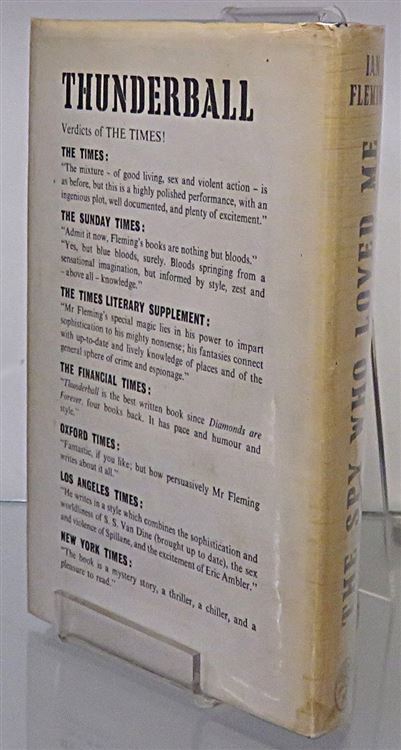 THUNDERBALL
Verdicts of THE TIMES!
THE TIMES:
"The mixture - of good living, sex and violent action - is
as before, but this is a highly polished performance, with an
ingenious plot, well documented, and plenty of excitement."
THE SUNDAY TIMES:
"Admit it now, Fleming's books are nothing but bloods."
"Yes, but blue bloods, surely. Bloods springing from a
sensational imagination, but informed by style, zest and
- above all - knowledge."
THE TIMES LITERARY SUPPLEMENT:
"Mr Fleming's special magic lies in his power to impart
sophistication to his mighty nonsense; his fantasies connect
with up-to-date and lively knowledge of places and of the
general sphere of crime and espionage."
THE FINANCIAL TIMES:
"Thunderball is the best written book since Diamonds are
Forever, four books back. It has pace and humour and
style."
OXFORD TIMES:
"Fantastic, if you like; but how persuasively Mr Fleming
writes about it all."
LOS ANGELES TIMES:
"He writes in a style which combines the sophistication and
worldliness of S. S. Van Dine (brought up to date), the sex
and violence of Spillane, and the excitement of Eric Ambler."
NEW YORK TIMES:
"The book is a mystery story, a thriller, a chiller, and a
pleasure to read."
IAN
FLEMIN
THE SPY WHO LOVED ME